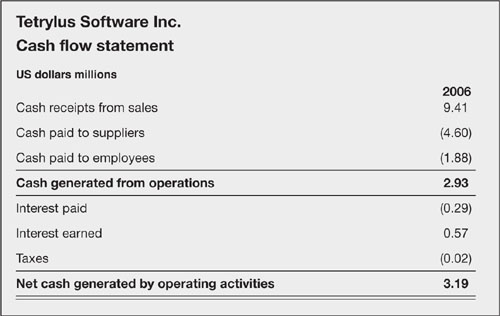 Tetrylus Software Inc.
Cash flow statement
US dollars millions
2006
Cash receipts from sales 9.41
Cash paid to suppliers (4.60)
Cash paid to employees (1.88)
Cash generated from operations 2.93
Interest paid (0.29)
Interest earned 0.57
Taxes (0.02)
Net cash generated by operating activities 3.19